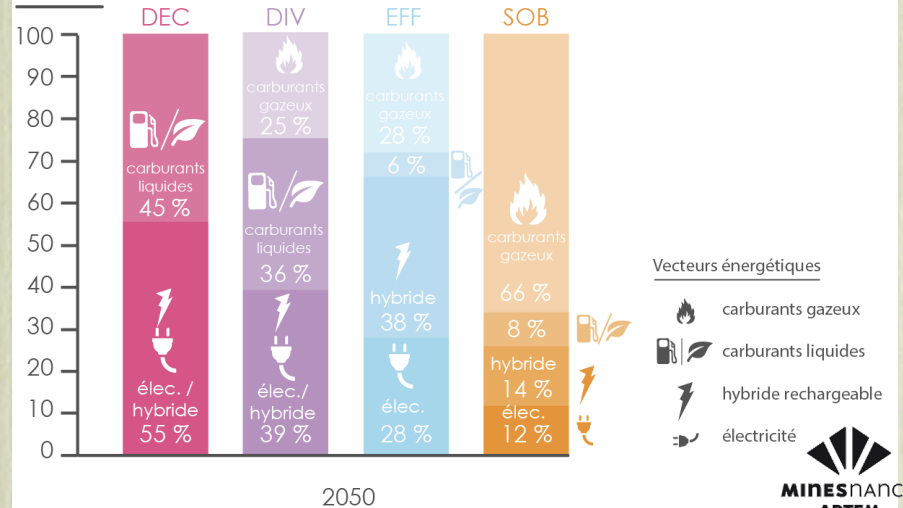 DEC DIV EFF SOB
100
90
80
70
60
50
40
30
20
10
0
carburants
liquides
45 %
élec. /
hybride
55 %
carburants
gazeux
25 %
carburants
liquides
36 %
élec./
hybride
39 %
carburants
gazeux
28 %
6 %
hybride
38 %
élec.
28 %
carburants
gazeux
66 %
8 %
hybride
14 %
élec.
12 %
2050
Vecteurs énergétiques
carburants gazeux
carburants liquides
hybride rechargeable
électricité
MINESnanc
ARTEM